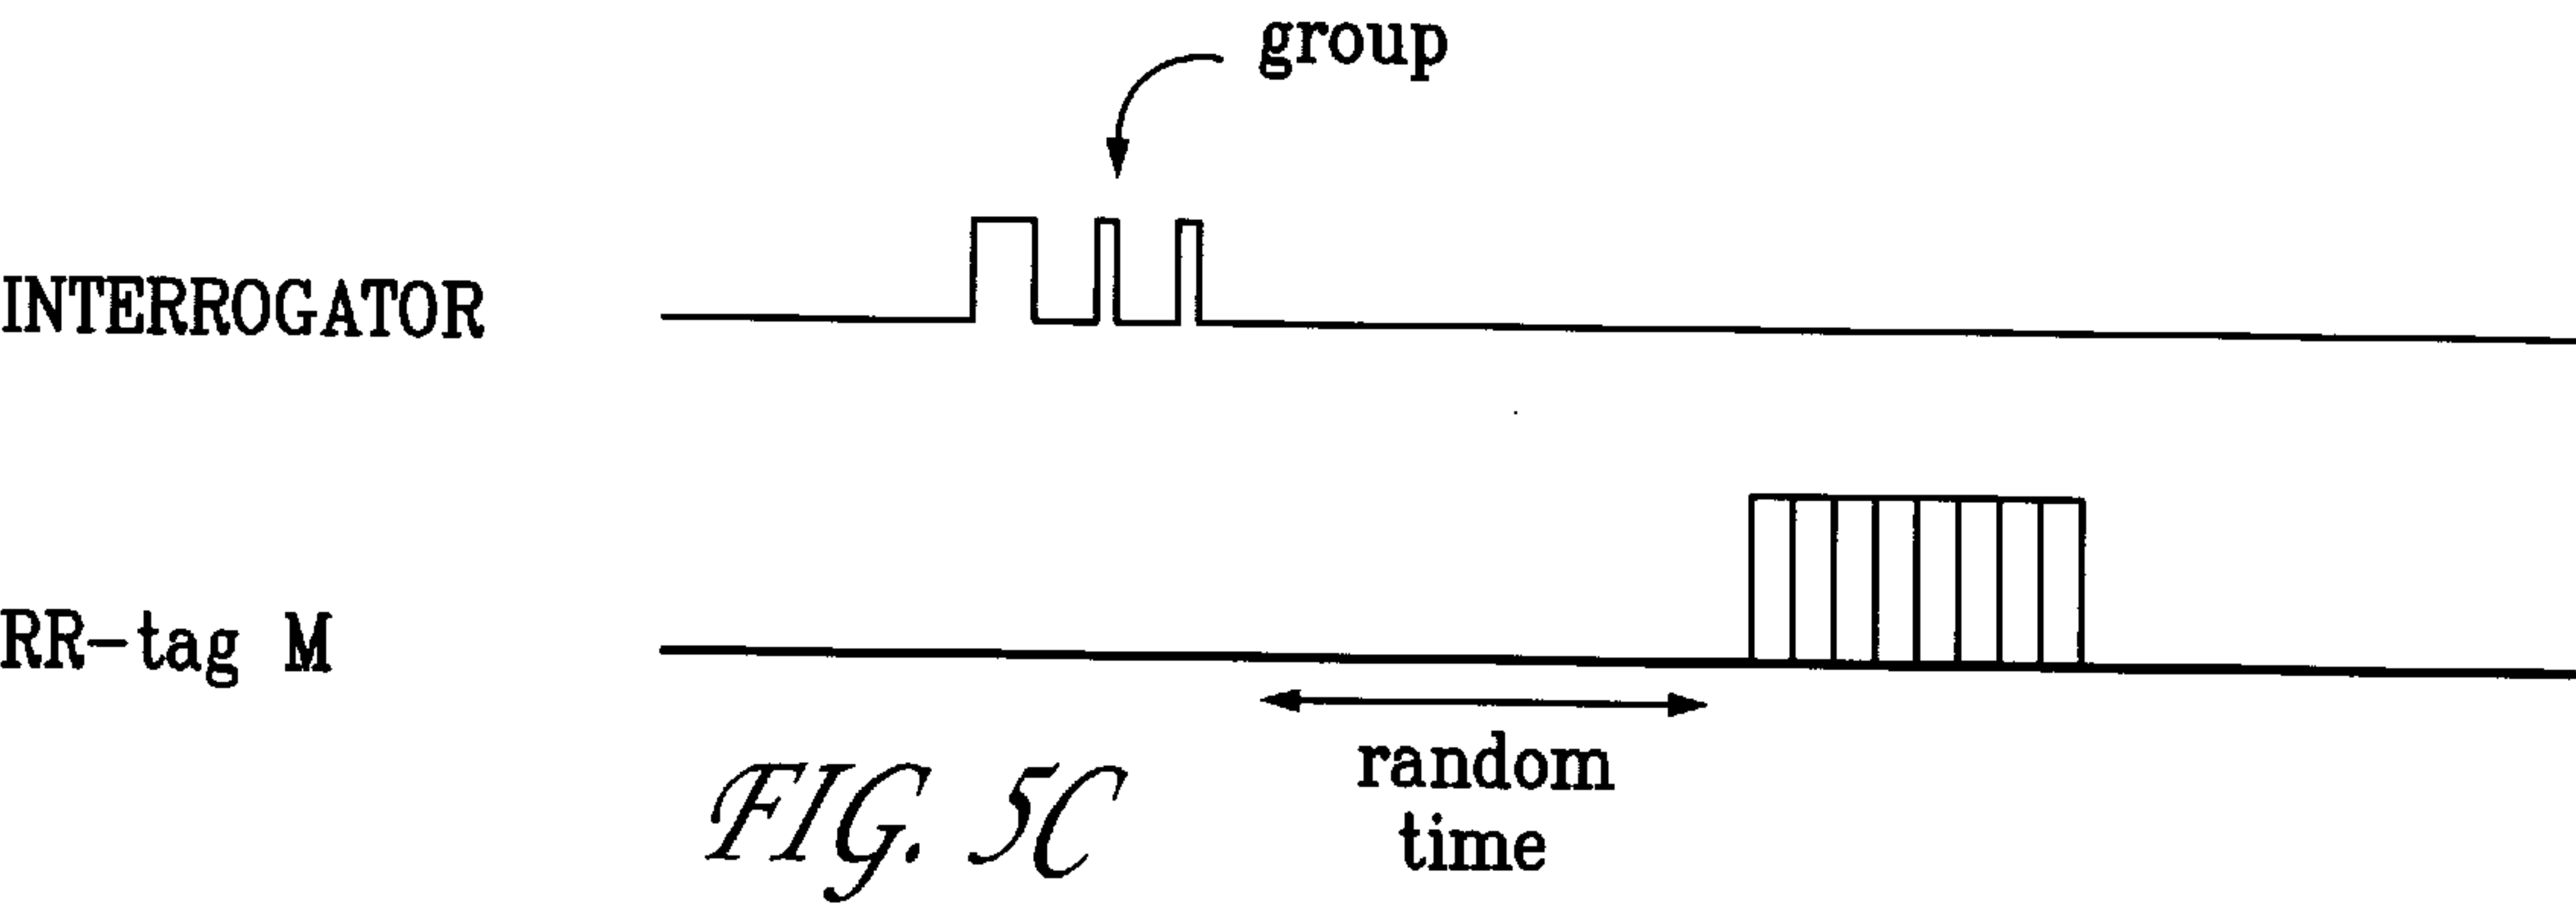 group
INTERROGATOR
RR-tag M
random
time
FIG. 5C